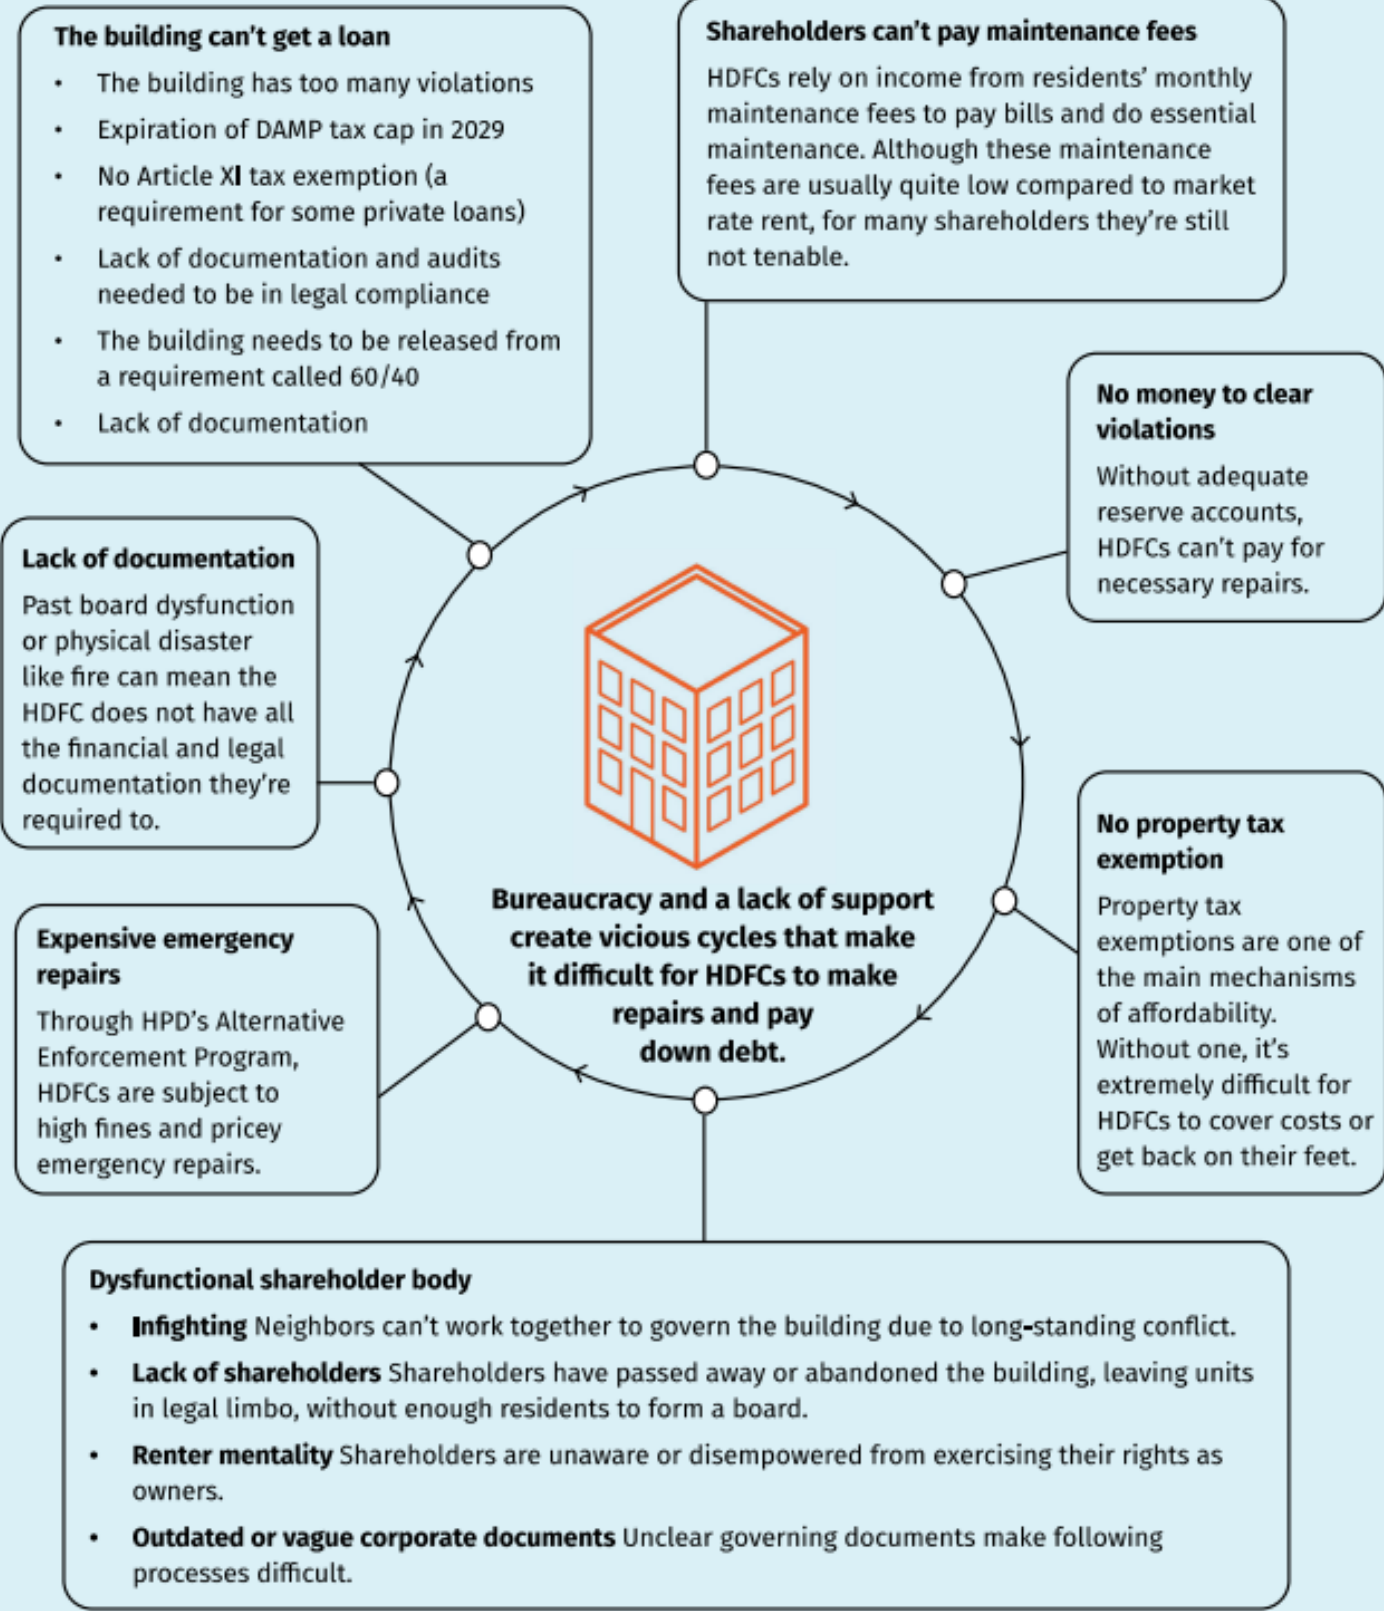 The building can't get a loan
• The building has too many violations
• Expiration of DAMP tax cap in 2029
• No Article XI tax exemption (a
requirement for some private loans)
• Lack of documentation and audits
needed to be in legal compliance
• The building needs to be released from
a requirement called 60/40
• Lack of documentation
Shareholders can't pay maintenance fees
HDFCs rely on income from residents' monthly
maintenance fees to pay bills and do essential
maintenance. Although these maintenance
fees are usually quite low compared to market
rate rent, for many shareholders they're still
not tenable.
No money to clear
violations
Without adequate
reserve accounts,
HDFCs can't pay for
necessary repairs.
No property tax
exemption
Property tax
exemptions are one of
the main mechanisms
of affordability.
Without one, it's
extremely difficult for
HDFCs to cover costs or
get back on their feet.
Lack of documentation
Past board dysfunction
or physical disaster
like fire can mean the
HDFC does not have all
the financial and legal
documentation they're
required to.
Expensive emergency
repairs
Through HPD's Alternative
Enforcement Program,
HDFCs are subject to
high fines and pricey
emergency repairs.
Bureaucracy and a lack of support
create vicious cycles that make
it difficult for HDFCs to make
repairs and pay
down debt.
Dysfunctional shareholder body
• Infighting Neighbors can't work together to govern the building due to long-standing conflict.
• Lack of shareholders Shareholders have passed away or abandoned the building, leaving units
in legal limbo, without enough residents to form a board.
• Renter mentality Shareholders are unaware or disempowered from exercising their rights as
owners.
• Outdated or vague corporate documents Unclear governing documents make following
processes difficult.